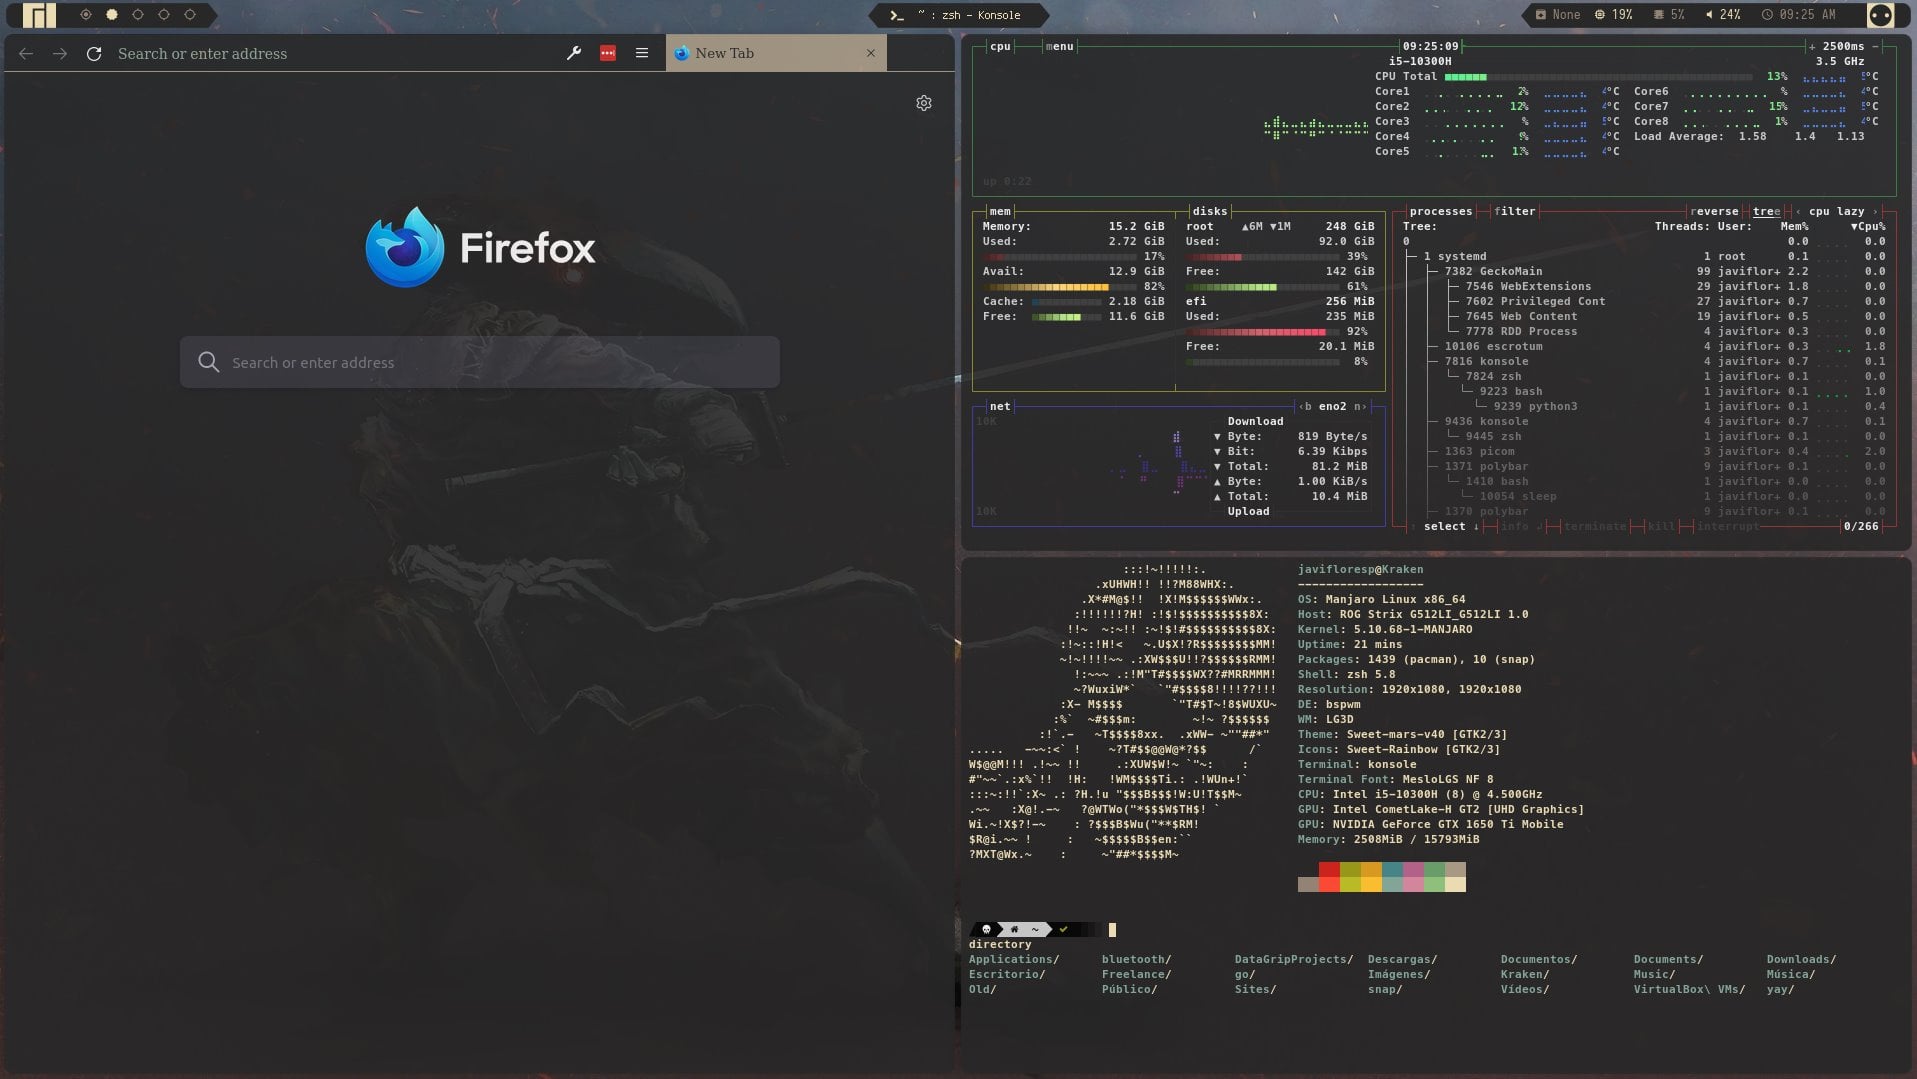 ~ : zsh – Konsole
None 19% 5% 24% 09:25 AM
Search or enter address
New Tab
Firefox
Search or enter address
cpu menu 09:25:09 + 2500ms −
i5-10300H 3.5 GHz
CPU Total 13% °C
Core1 2% °C Core6 % °C
Core2 12% °C Core7 15% °C
Core3 % °C Core8 1% °C
Core4 % °C Load Average: 1.58 1.4 1.13
Core5 °C
up 0:22
mem
Memory: 15.2 GiB
Used: 2.72 GiB
17%
Avail: 12.9 GiB
82%
Cache: 2.18 GiB
Free: 11.6 GiB
disks
root ▲6M ▼1M 248 GiB
Used: 92.0 GiB
39%
Free: 142 GiB
61%
efi 256 MiB
Used: 235 MiB
92%
Free: 20.1 MiB
8%
net ‹b eno2 n›
10K
Download
▼ Byte: 819 Byte/s
▼ Bit: 6.39 Kibps
▼ Total: 81.2 MiB
▲ Byte: 1.00 KiB/s
▲ Total: 10.4 MiB
10K
Upload
processes filter reverse tree ‹ cpu lazy ›
Tree: Threads: User: Mem% ▼Cpu%
0 0.0 0.0
1 systemd 1 root 0.1 0.0
7382 GeckoMain 99 javiflor+ 2.2 0.0
7546 WebExtensions 29 javiflor+ 1.8 0.0
7602 Privileged Cont 27 javiflor+ 0.7 0.0
7645 Web Content 19 javiflor+ 0.5 0.0
7778 RDD Process 4 javiflor+ 0.3 0.0
10106 escrotum 4 javiflor+ 0.3 1.8
7816 konsole 4 javiflor+ 0.7 0.1
7824 zsh 1 javiflor+ 0.1 0.0
9223 bash 1 javiflor+ 0.1 1.0
9239 python3 1 javiflor+ 0.1 0.4
9436 konsole 4 javiflor+ 0.7 0.1
9445 zsh 1 javiflor+ 0.1 0.0
1363 picom 3 javiflor+ 0.4 2.0
1371 polybar 9 javiflor+ 0.1 0.0
1410 bash 1 javiflor+ 0.0 0.0
10054 sleep 1 javiflor+ 0.0 0.0
1370 polybar 9 javiflor+ 0.1 0.0
↑ select ↓ info ↲ terminate kill interrupt 0/266
javifloresp@Kraken
------------------
OS: Manjaro Linux x86_64
Host: ROG Strix G512LI_G512LI 1.0
Kernel: 5.10.68-1-MANJARO
Uptime: 21 mins
Packages: 1439 (pacman), 10 (snap)
Shell: zsh 5.8
Resolution: 1920x1080, 1920x1080
DE: bspwm
WM: LG3D
Theme: Sweet-mars-v40 [GTK2/3]
Icons: Sweet-Rainbow [GTK2/3]
Terminal: konsole
Terminal Font: MesloLGS NF 8
CPU: Intel i5-10300H (8) @ 4.500GHz
GPU: Intel CometLake-H GT2 [UHD Graphics]
GPU: NVIDIA GeForce GTX 1650 Ti Mobile
Memory: 2508MiB / 15793MiB
~
directory
Applications/ bluetooth/ DataGripProjects/ Descargas/ Documentos/ Documents/ Downloads/
Escritorio/ Freelance/ go/ Imágenes/ Kraken/ Music/ Música/
Old/ Público/ Sites/ snap/ Vídeos/ VirtualBox\ VMs/ yay/